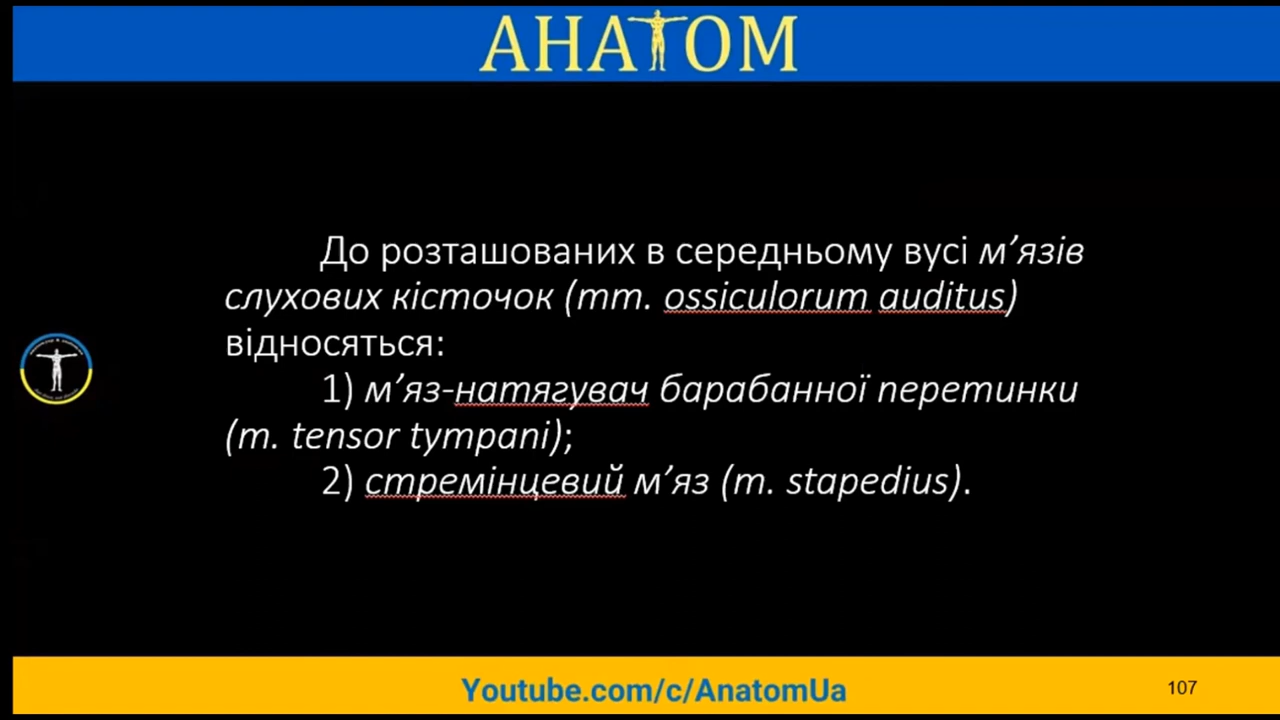 АНАТОМ
До розташованих в середньому вусі м’язів
слухових кісточок (mm. ossiculorum auditus)
відносяться:
1) м’яз-натягувач барабанної перетинки
(m. tensor tympani);
2) стремінцевий м’яз (m. stapedius).
Youtube.com/c/AnatomUa
107